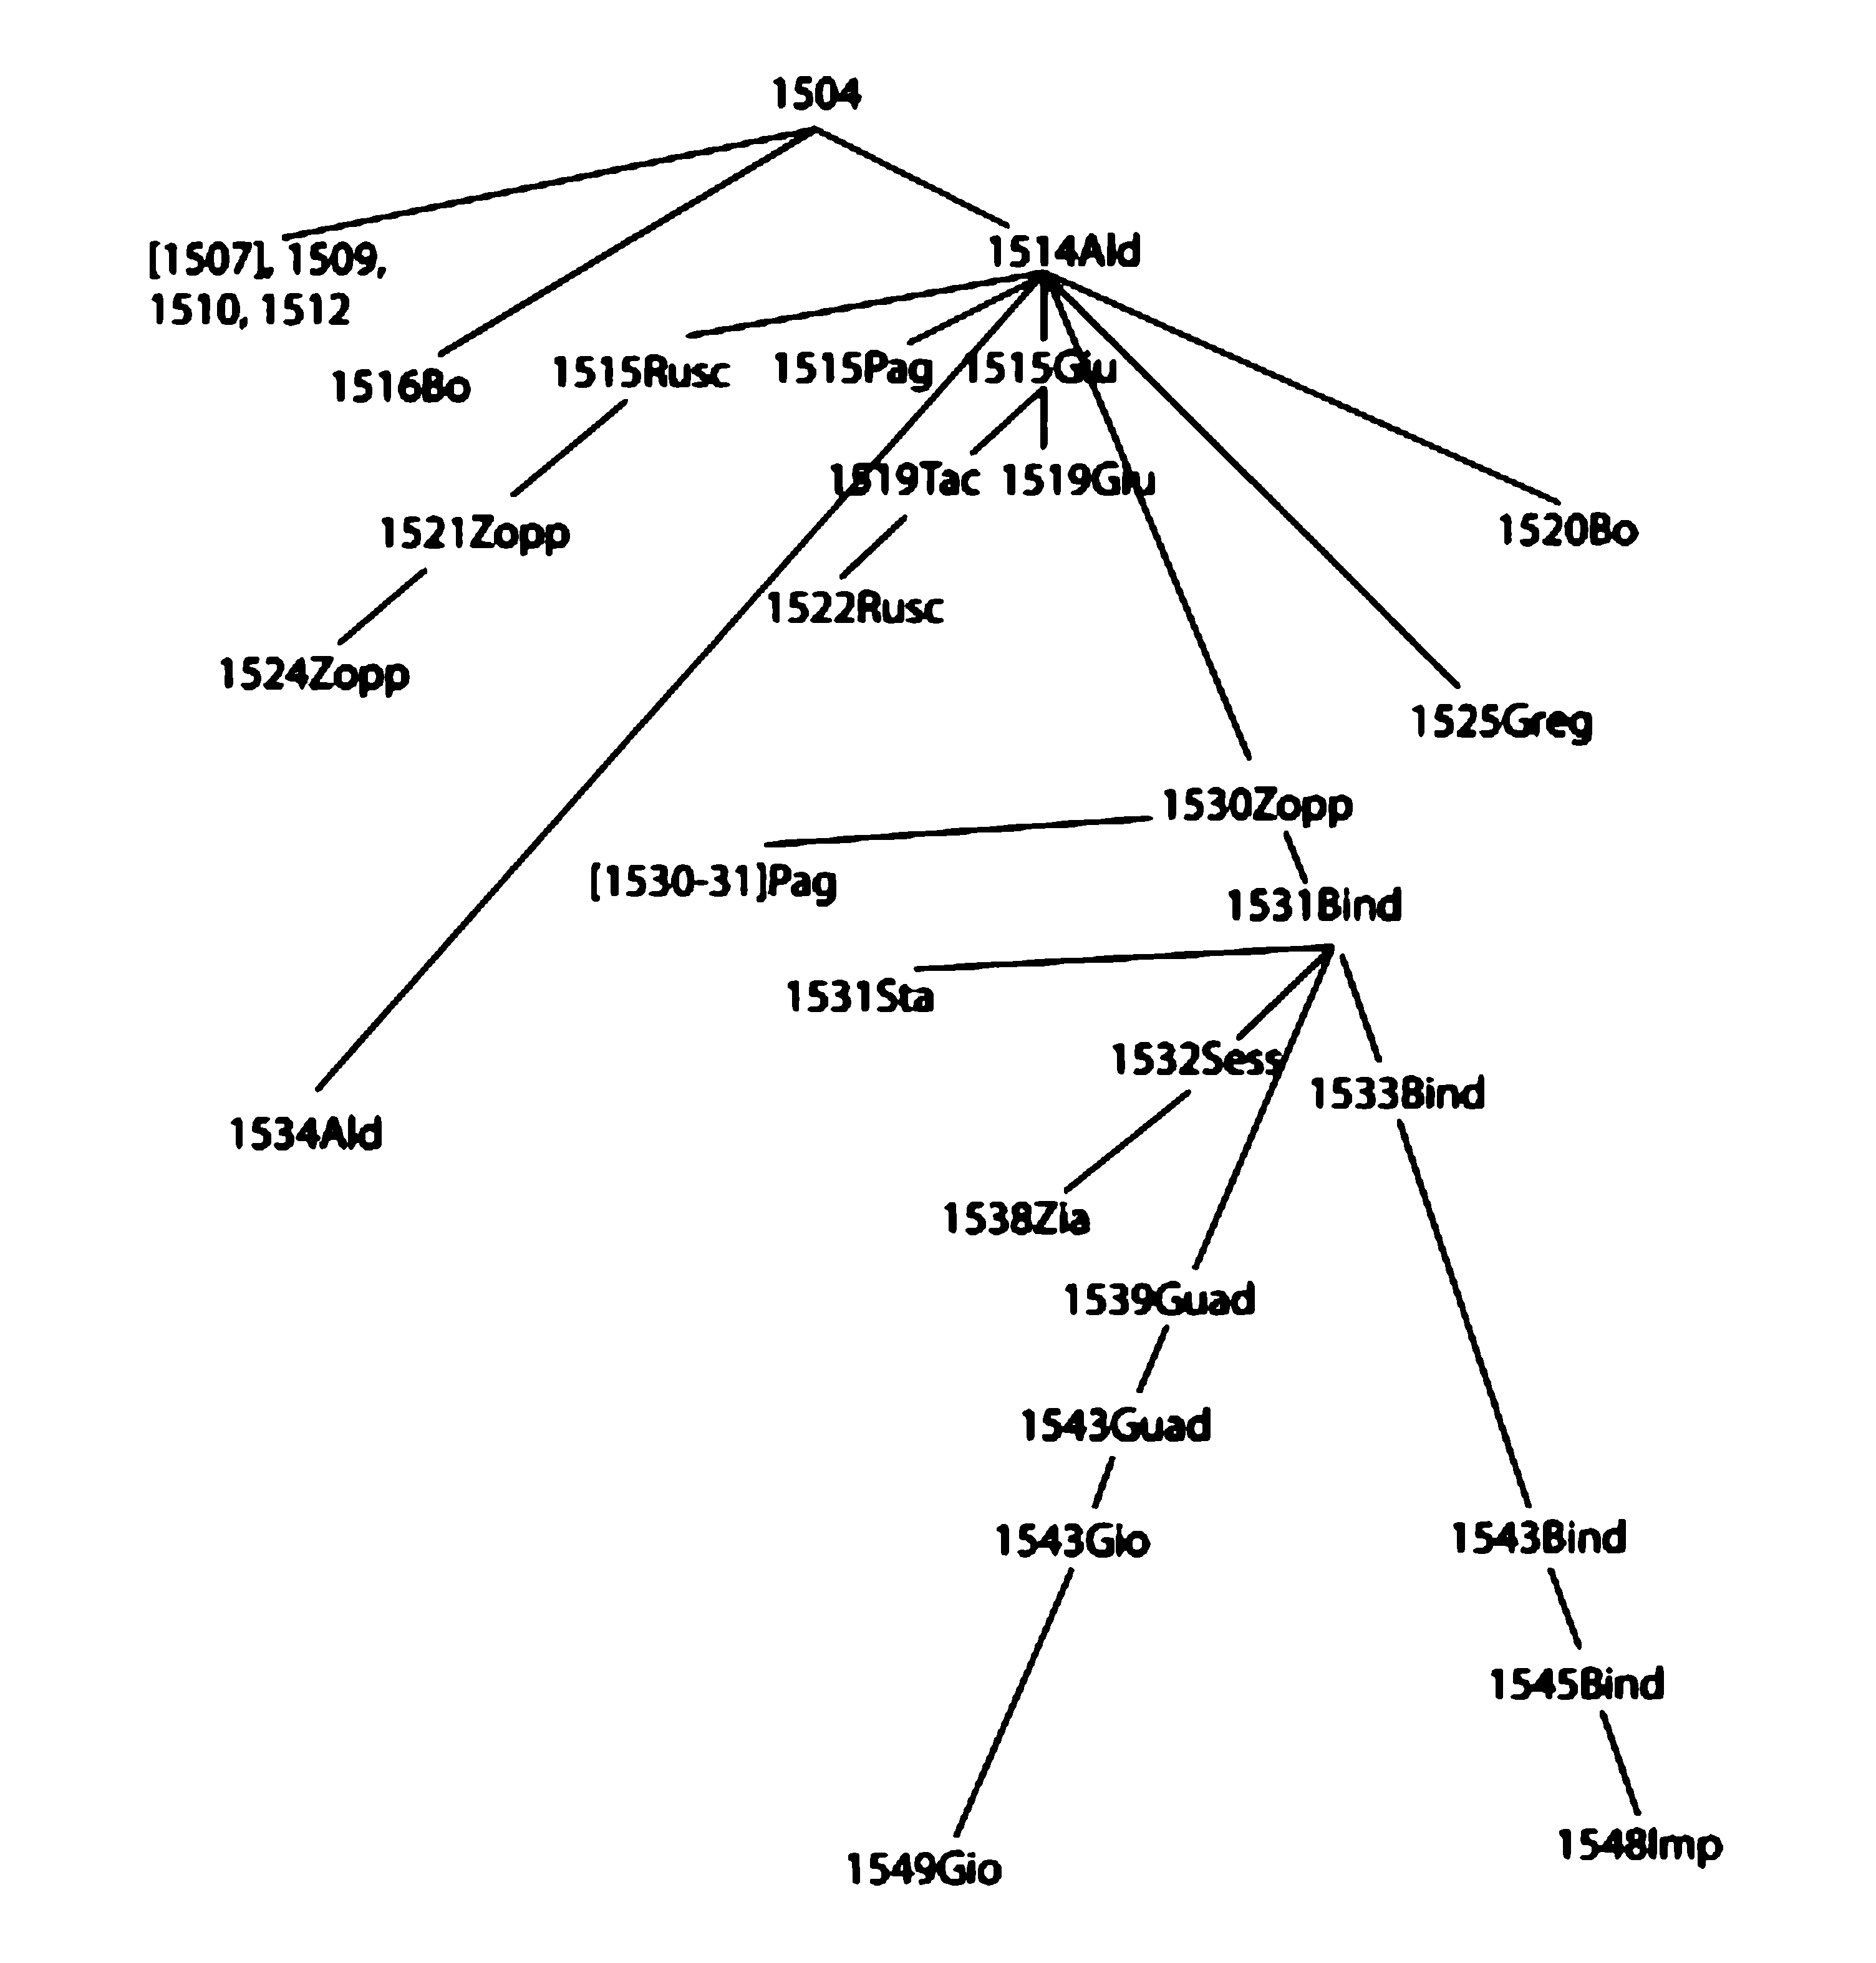 1504
[1507], 1509,
1510, 1512
1514Ald
1516Bo
1515Rusc
1515Pag
1515Giu
1519Tac
1519Giu
1521Zopp
1520Bo
1522Rusc
1524Zopp
1525Greg
1530Zopp
[1530-31]Pag
1531Bind
1531Sta
1532Sess
1533Bind
1534Ald
1538Zia
1539Guad
1543Guad
1543Gio
1543Bind
1545Bind
1548Imp
1549Gio